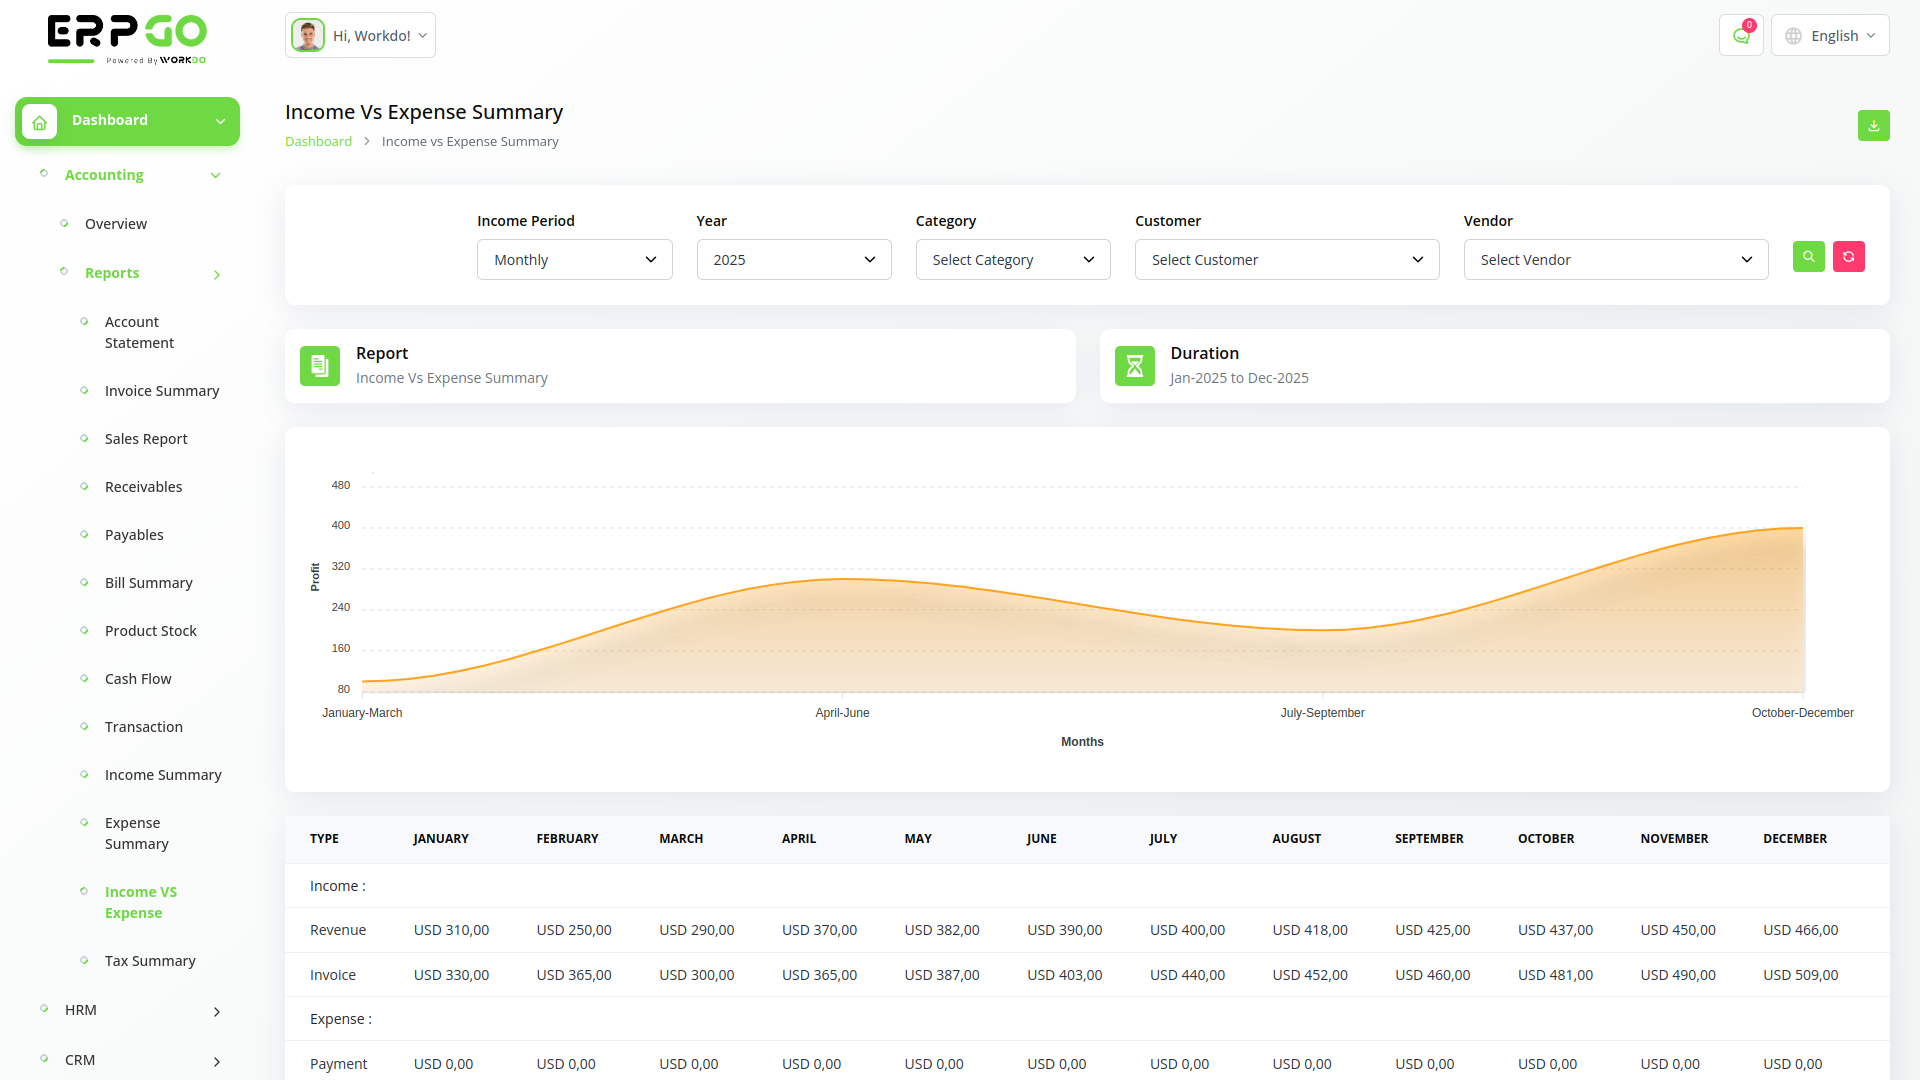 ERPGO
Powered By WORKDO
Hi, Workdo!
0
English
Dashboard
Accounting
Overview
Reports
Account
Statement
Invoice Summary
Sales Report
Receivables
Payables
Bill Summary
Product Stock
Cash Flow
Transaction
Income Summary
Expense
Summary
Income VS
Expense
Tax Summary
HRM
CRM
Income Vs Expense Summary
Dashboard > Income vs Expense Summary
Income Period Year Category Customer Vendor
Monthly 2025 Select Category Select Customer Select Vendor
Report
Income Vs Expense Summary
Duration
Jan-2025 to Dec-2025
480
400
320
240
160
80
Profit
January-March April-June July-September October-December
Months
TYPE JANUARY FEBRUARY MARCH APRIL MAY JUNE JULY AUGUST SEPTEMBER OCTOBER NOVEMBER DECEMBER
Income :
Revenue USD 310,00 USD 250,00 USD 290,00 USD 370,00 USD 382,00 USD 390,00 USD 400,00 USD 418,00 USD 425,00 USD 437,00 USD 450,00 USD 466,00
Invoice USD 330,00 USD 365,00 USD 300,00 USD 365,00 USD 387,00 USD 403,00 USD 440,00 USD 452,00 USD 460,00 USD 481,00 USD 490,00 USD 509,00
Expense :
Payment USD 0,00 USD 0,00 USD 0,00 USD 0,00 USD 0,00 USD 0,00 USD 0,00 USD 0,00 USD 0,00 USD 0,00 USD 0,00 USD 0,00